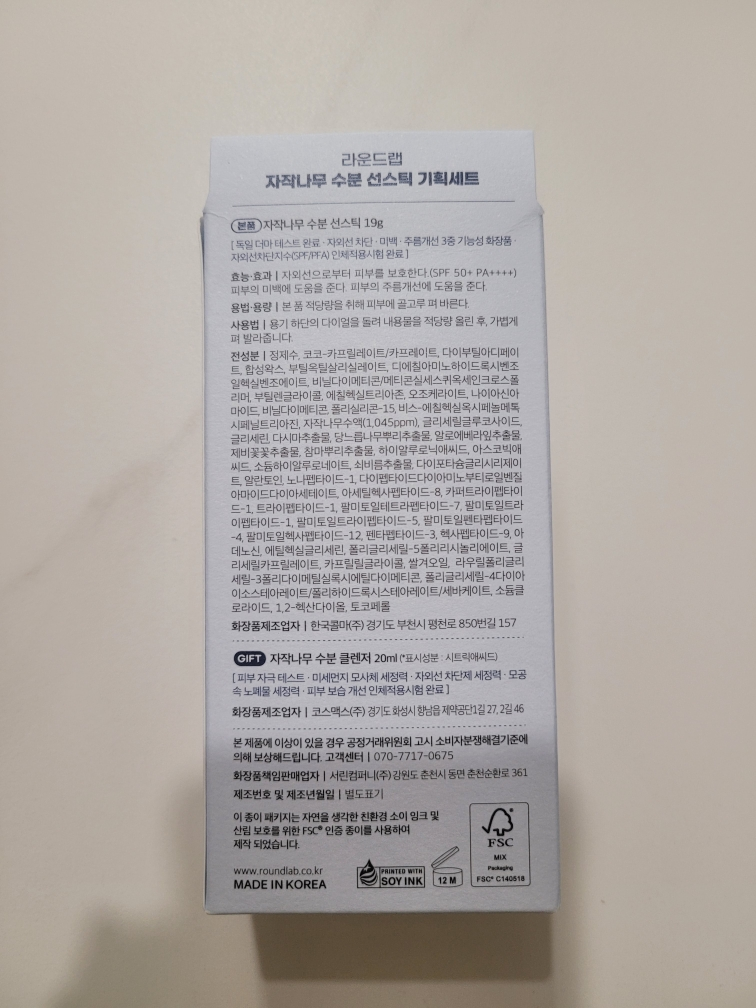 라운드랩
자작나무 수분 선스틱 기획세트
본품 자작나무 수분 선스틱 19g
[ 독일 더마 테스트 완료 · 자외선 차단 · 미백 · 주름개선 3중 기능성 화장품 ·
자외선차단지수(SPF/PFA) 인체적용시험 완료 ]
효능·효과 | 자외선으로부터 피부를 보호한다.(SPF 50+ PA++++)
피부의 미백에 도움을 준다. 피부의 주름개선에 도움을 준다.
용법·용량 | 본 품 적당량을 취해 피부에 골고루 펴 바른다.
사용법 | 용기 하단의 다이얼을 돌려 내용물을 적당량 올린 후, 가볍게
펴 발라줍니다.
전성분 | 정제수, 코코-카프릴레이트/카프레이트, 다이부틸아디페이
트, 합성왁스, 부틸옥틸살리실레이트, 디에칠아미노하이드록시벤조
일헥실벤조에이트, 비닐다이메티콘/메티콘실세스퀴옥세인크로스폴
리머, 부틸렌글라이콜, 에칠헥실트리아존, 오조케라이트, 나이아신아
마이드, 비닐다이메티콘, 폴리실리콘-15, 비스-에칠헥실옥시페놀메톡
시페닐트리아진, 자작나무수액(1,045ppm), 글리세릴글루코사이드,
글리세린, 다시마추출물, 당느릅나무뿌리추출물, 알로에베라잎추출물,
제비꽃꽃추출물, 참마뿌리추출물, 하이알루로닉애씨드, 아스코빅애
씨드, 소듐하이알루로네이트, 쇠비름추출물, 다이포타슘글리시리제이
트, 알란토인, 노나펩타이드-1, 다이펩타이드다이아미노부티로일벤질
아마이드다이아세테이트, 아세틸헥사펩타이드-8, 카퍼트라이펩타이
드-1, 트라이펩타이드-1, 팔미토일테트라펩타이드-7, 팔미토일트라
이펩타이드-1, 팔미토일트라이펩타이드-5, 팔미토일펜타펩타이드
-4, 팔미토일헥사펩타이드-12, 펜타펩타이드-3, 헥사펩타이드-9, 아
데노신, 에틸헥실글리세린, 폴리글리세릴-5폴리리시놀리에이트, 글
리세릴카프릴레이트, 카프릴릴글라이콜, 쌀겨오일, 라우릴폴리글리
세릴-3폴리다이메틸실록시에틸다이메티콘, 폴리글리세릴-4다이아
이소스테아레이트/폴리하이드록시스테아레이트/세바케이트, 소듐클
로라이드, 1,2-헥산다이올, 토코페롤
화장품제조업자 | 한국콜마(주) 경기도 부천시 평천로 850번길 157
GIFT 자작나무 수분 클렌저 20ml (*표시성분 : 시트릭애씨드)
[ 피부 자극 테스트 · 미세먼지 모사체 세정력 · 자외선 차단제 세정력 · 모공
속 노폐물 세정력 · 피부 보습 개선 인체적용시험 완료 ]
화장품제조업자 | 코스맥스(주) 경기도 화성시 향남읍 제약공단1길 27, 2길 46
본 제품에 이상이 있을 경우 공정거래위원회 고시 소비자분쟁해결기준에
의해 보상해드립니다. 고객센터 | 070-7717-0675
화장품책임판매업자 | 서린컴퍼니(주) 강원도 춘천시 동면 춘천순환로 361
제조번호 및 제조년월일 | 별도표기
이 종이 패키지는 자연을 생각한 친환경 소이 잉크 및
산림 보호를 위한 FSC® 인증 종이를 사용하여
제작 되었습니다.
www.roundlab.co.kr
MADE IN KOREA
PRINTED WITH
SOY INK
12 M
FSC
MIX
Packaging
FSC® C140518